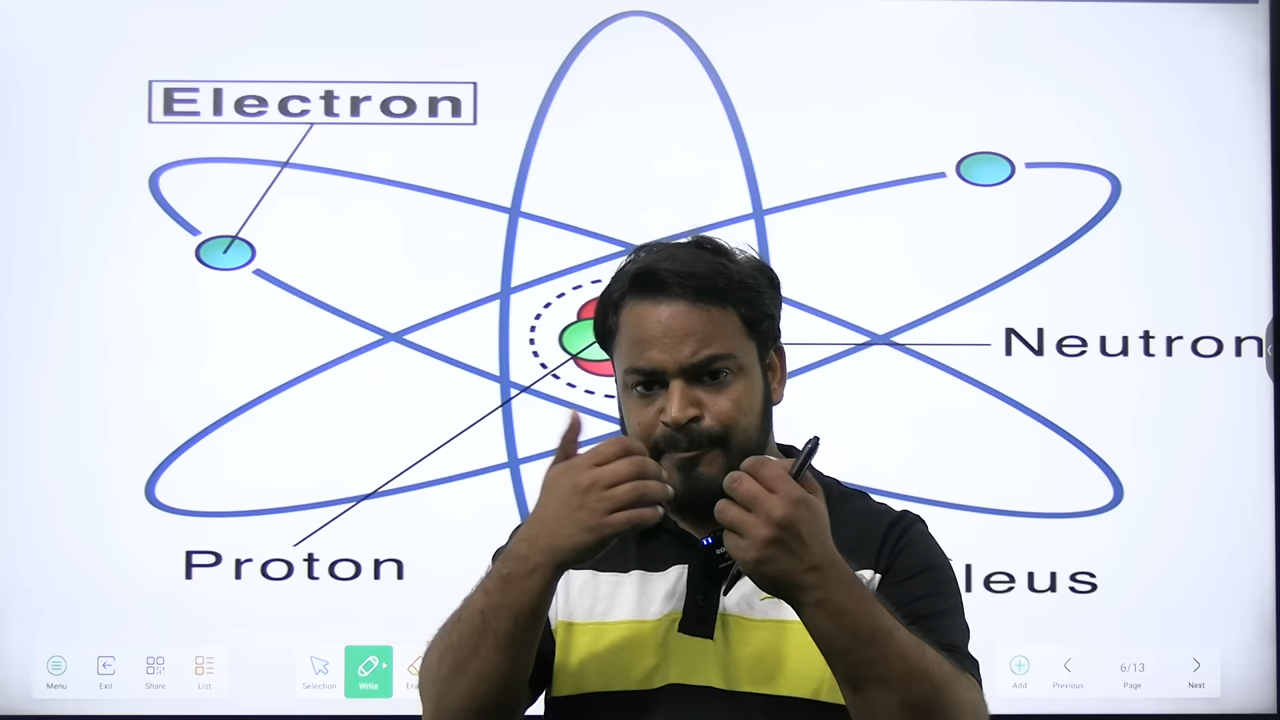 Electron
Neutron
Proton
leus
Menu
Exit
Share
List
Selection
Write
Add
Previous
6/13
Page
Next